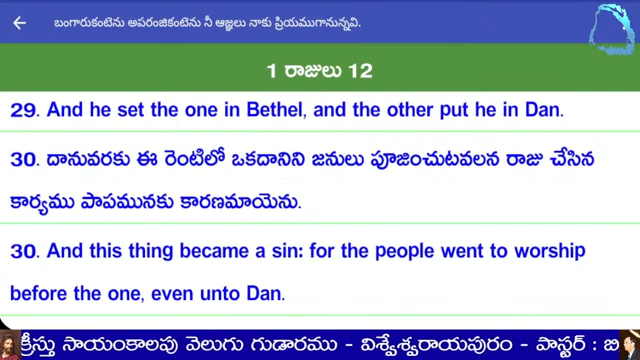 బంగారుకంటెను అపరంజికంటెను నీ ఆజ్ఞలు నాకు ప్రియముగానున్నవి.
1 రాజులు 12
29. And he set the one in Bethel, and the other put he in Dan.
30. దానువరకు ఈ రెంటిలో ఒకదానిని జనులు పూజించుటవలన రాజు చేసిన
కార్యము పాపమునకు కారణమాయెను.
30. And this thing became a sin: for the people went to worship
before the one, even unto Dan.
క్రీస్తు సాయంకాలపు వెలుగు గుడారము - విశ్వేశ్వరాయపురం - పాస్టర్ :